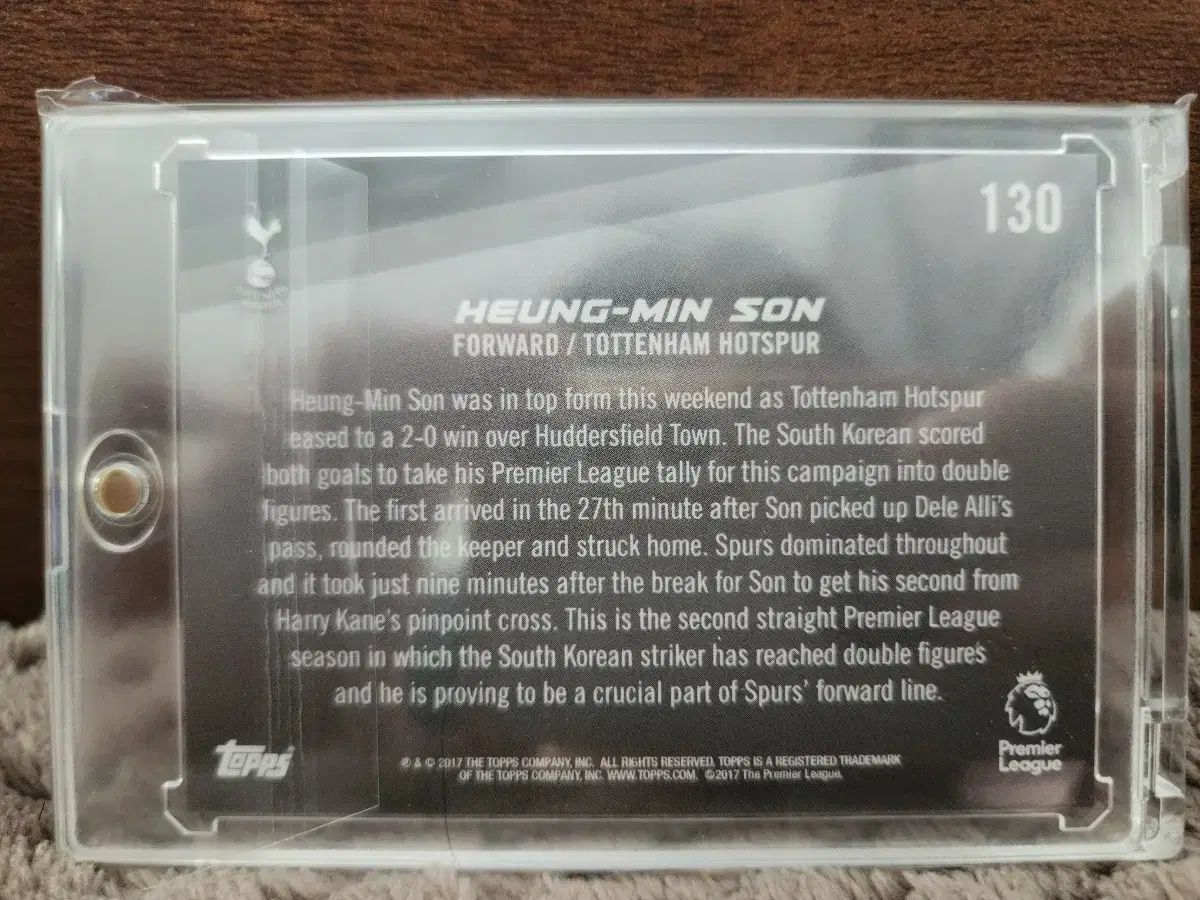 130
HEUNG-MIN SON
FORWARD / TOTTENHAM HOTSPUR
Heung-Min Son was in top form this weekend as Tottenham Hotspur
eased to a 2-0 win over Huddersfield Town. The South Korean scored
both goals to take his Premier League tally for this campaign into double
figures. The first arrived in the 27th minute after Son picked up Dele Alli's
pass, rounded the keeper and struck home. Spurs dominated throughout
and it took just nine minutes after the break for Son to get his second from
Harry Kane's pinpoint cross. This is the second straight Premier League
season in which the South Korean striker has reached double figures
and he is proving to be a crucial part of Spurs' forward line.
Topps
® & © 2017 THE TOPPS COMPANY, INC. ALL RIGHTS RESERVED. TOPPS IS A REGISTERED TRADEMARK
OF THE TOPPS COMPANY, INC. WWW.TOPPS.COM. ©2017 The Premier League.
Premier
League